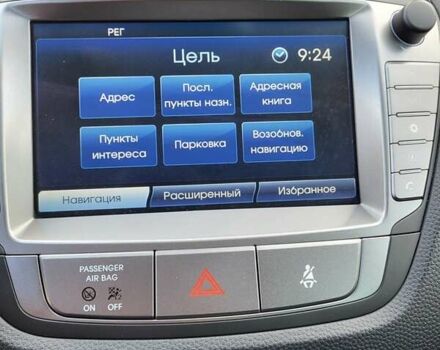 РЕГ
Цель
9:24
Адрес
Посл.
пункты назн.
Адресная
книга
Пункты
интереса
Парковка
Возобнов.
навигацию
Навигация
Расширенный
Избранное
PASSENGER
AIR BAG
ON OFF